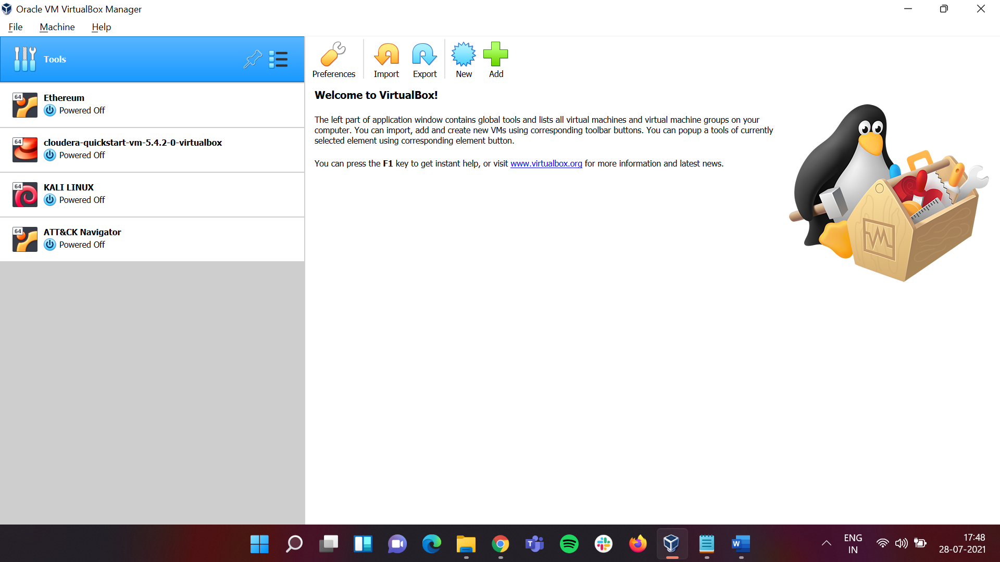 Oracle VM VirtualBox Manager
File Machine Help
Tools
Preferences Import Export New Add
64 Ethereum
Powered Off
64 cloudera-quickstart-vm-5.4.2-0-virtualbox
Powered Off
64 KALI LINUX
Powered Off
64 ATT&CK Navigator
Powered Off
Welcome to VirtualBox!
The left part of application window contains global tools and lists all virtual machines and virtual machine groups on your
computer. You can import, add and create new VMs using corresponding toolbar buttons. You can popup a tools of currently
selected element using corresponding element button.
You can press the F1 key to get instant help, or visit www.virtualbox.org for more information and latest news.
ENG
IN
17:48
28-07-2021